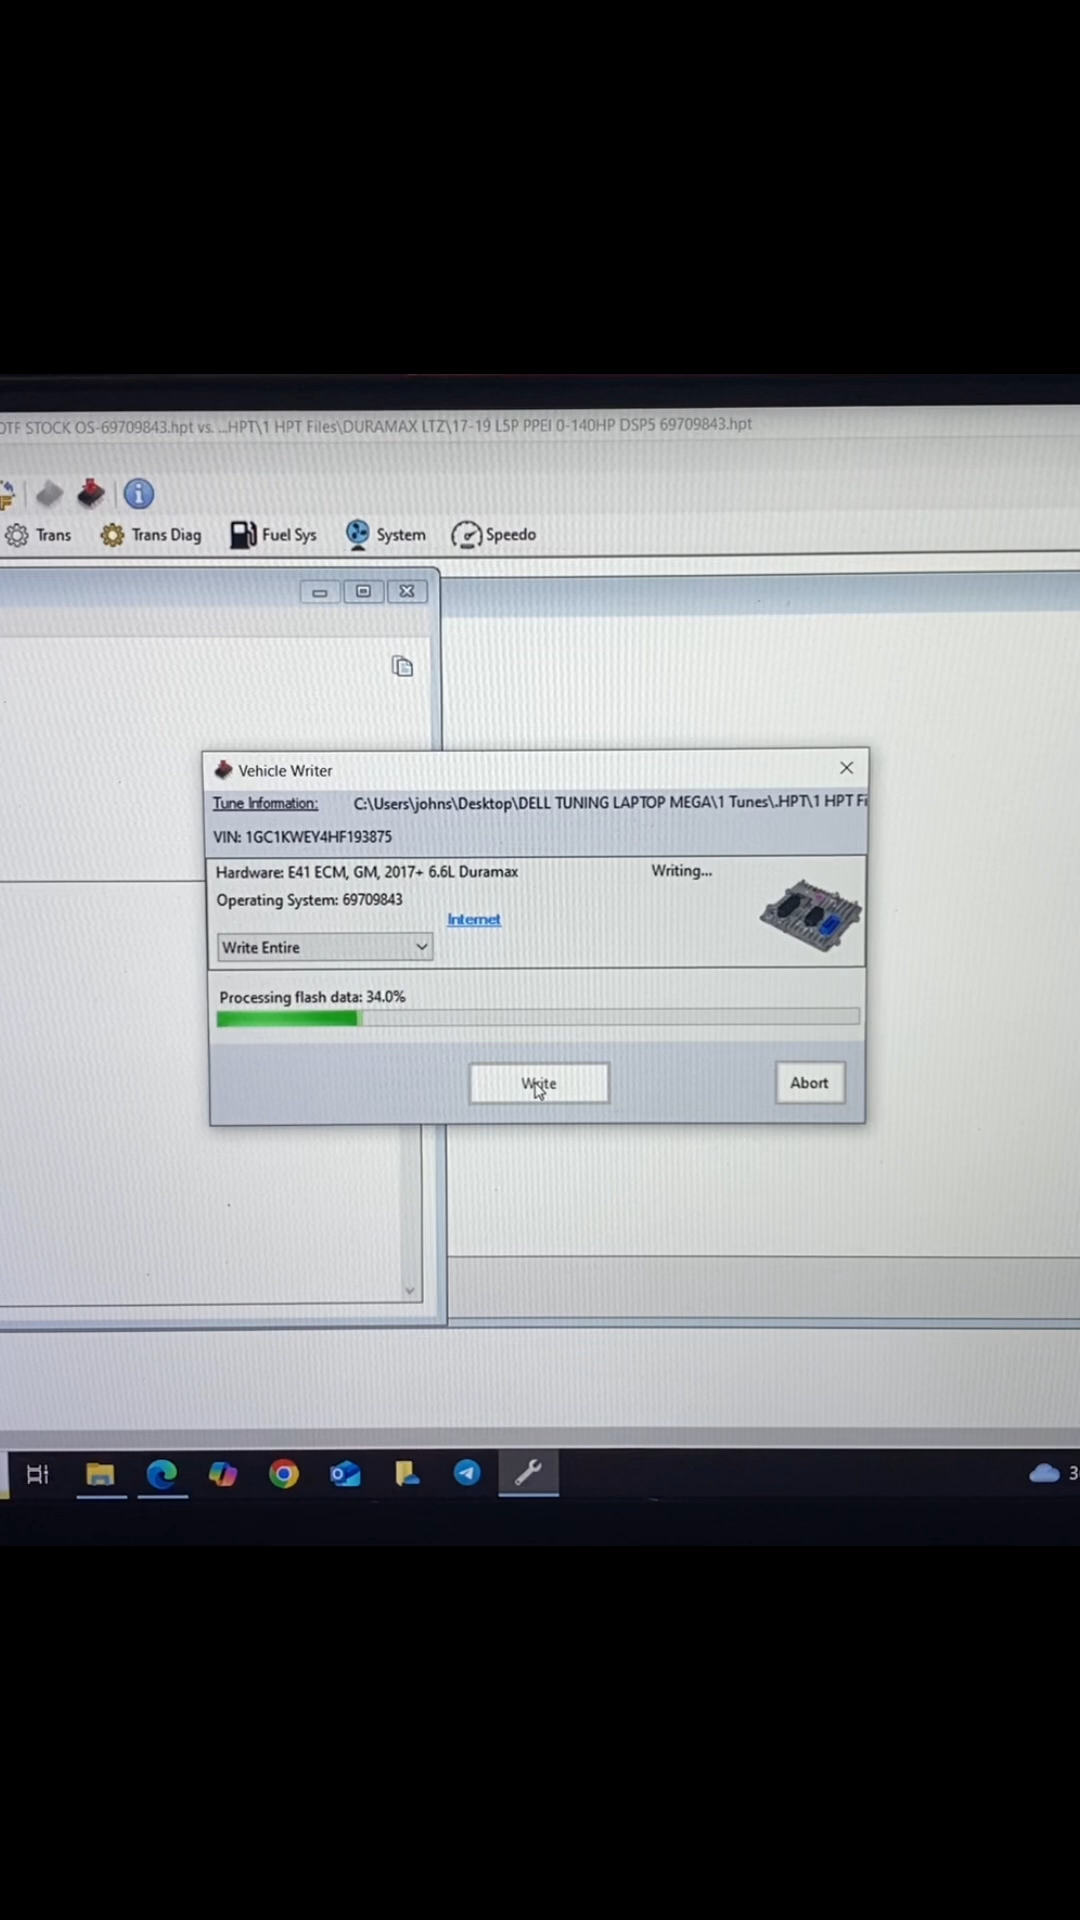 OTF STOCK OS-69709843.hpt vs. ...HPT\1 HPT Files\DURAMAX LTZ\17-19 L5P PPEI 0-140HP DSP5 69709843.hpt
Trans Trans Diag Fuel Sys System Speedo
Vehicle Writer
Tune Information: C:\Users\johns\Desktop\DELL TUNING LAPTOP MEGA\1 Tunes\.HPT\1 HPT Fi
VIN: 1GC1KWEY4HF193875
Hardware: E41 ECM, GM, 2017+ 6.6L Duramax Writing...
Operating System: 69709843
Internet
Write Entire
Processing flash data: 34.0%
Write Abort